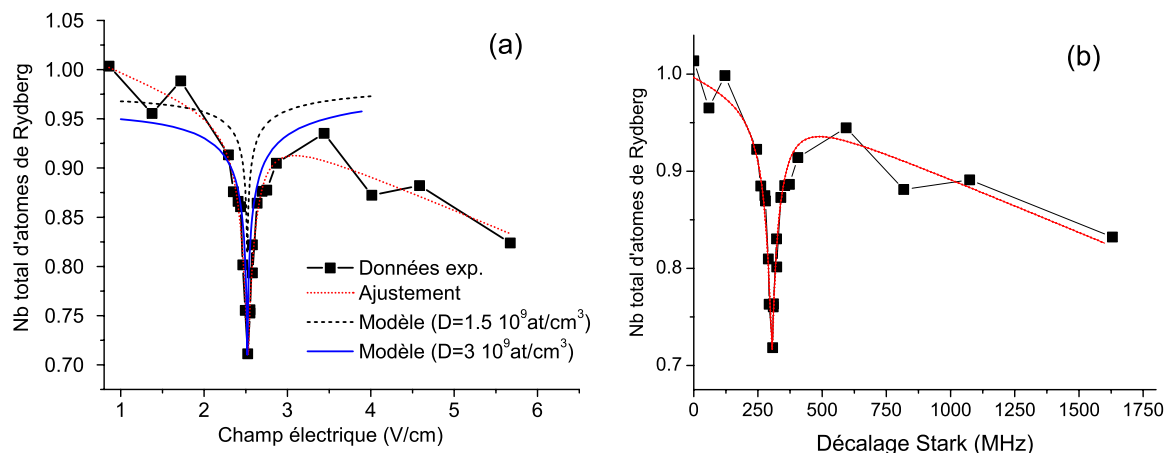 (a)
Nb total d'atomes de Rydberg
1.05
1.00
0.95
0.90
0.85
0.80
0.75
0.70
Données exp.
Ajustement
Modèle (D=1.5 10⁹at/cm³)
Modèle (D=3 10⁹at/cm³)
1 2 3 4 5 6
Champ électrique (V/cm)
(b)
Nb total d'atomes de Rydberg
1.0
0.9
0.8
0.7
0 250 500 750 1000 1250 1500 1750
Décalage Stark (MHz)